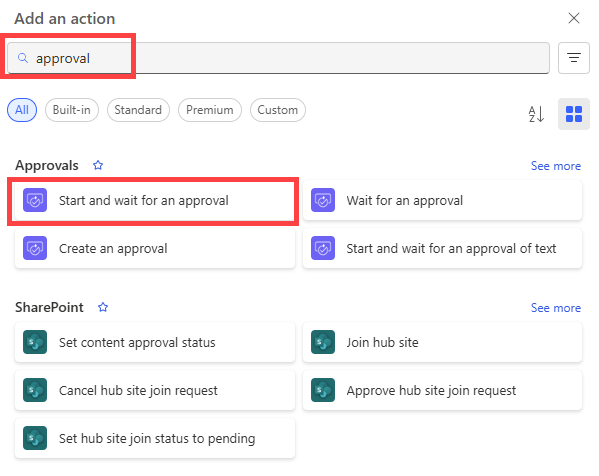 Add an action
approval
All Built-in Standard Premium Custom
Approvals See more
Start and wait for an approval Wait for an approval
Create an approval Start and wait for an approval of text
SharePoint See more
Set content approval status Join hub site
Cancel hub site join request Approve hub site join request
Set hub site join status to pending